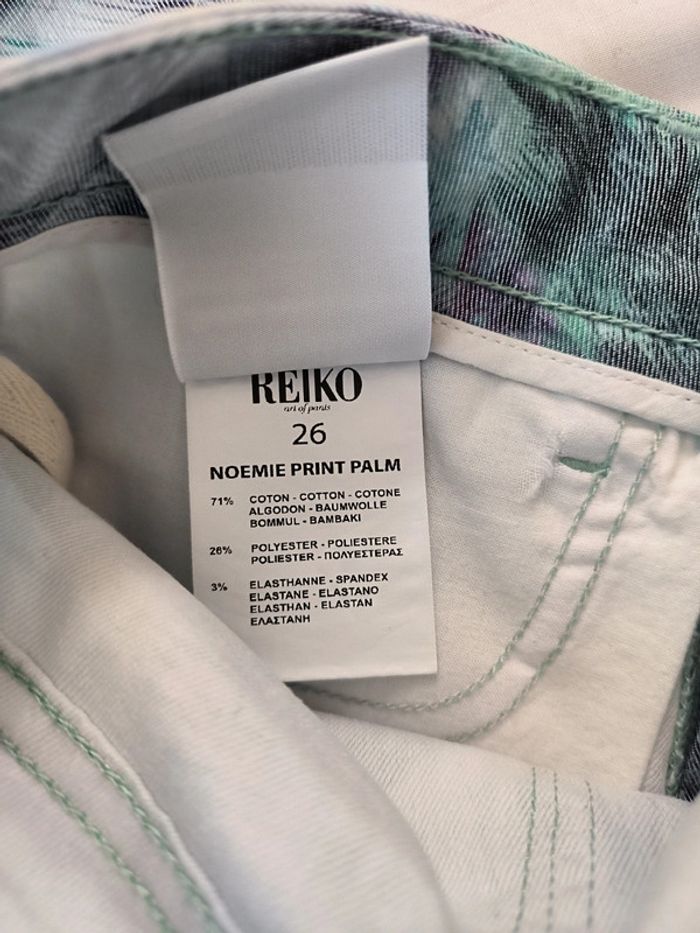 REIKO
art of pants
26
NOEMIE PRINT PALM
71% COTON - COTTON - COTONE
ALGODON - BAUMWOLLE
BOMMUL - BAMBAKI
26% POLYESTER - POLIESTERE
POLIESTER - ΠΟΛΥΕΣΤΕΡΑΣ
3% ELASTHANNE - SPANDEX
ELASTANE - ELASTANO
ELASTHAN - ELASTAN
ΕΛΑΣΤΑΝΗ